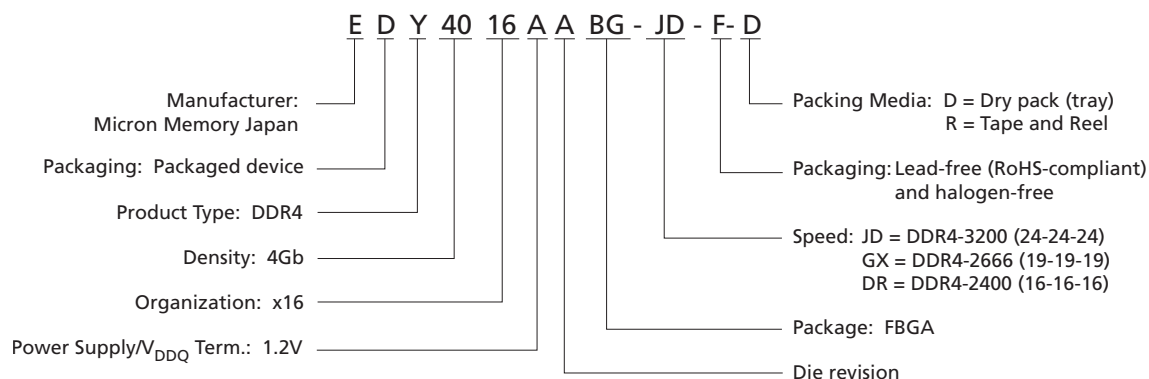 E D Y 40 16 A A BG - JD - F- D
Manufacturer:
Micron Memory Japan
Packaging: Packaged device
Product Type: DDR4
Density: 4Gb
Organization: x16
Power Supply/VDDQ Term.: 1.2V
Packing Media: D = Dry pack (tray)
R = Tape and Reel
Packaging: Lead-free (RoHS-compliant)
and halogen-free
Speed: JD = DDR4-3200 (24-24-24)
GX = DDR4-2666 (19-19-19)
DR = DDR4-2400 (16-16-16)
Package: FBGA
Die revision